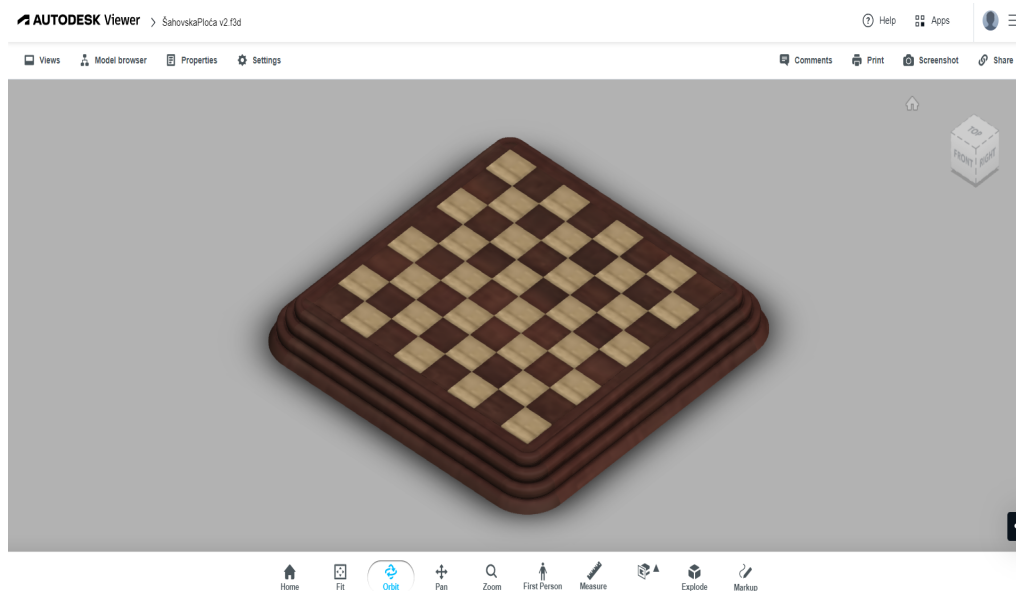 AUTODESK Viewer > ŠahovskaPloča v2.f3d
Help
Apps
Views
Model browser
Properties
Settings
Comments
Print
Screenshot
Share
TOP
FRONT
RIGHT
Home
Fit
Orbit
Pan
Zoom
First Person
Measure
Explode
Markup